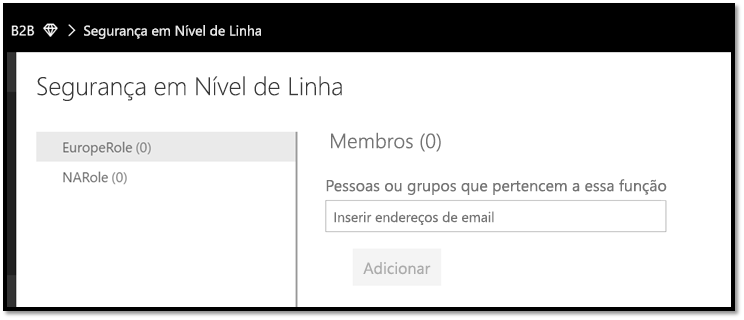 B2B > Segurança em Nível de Linha
Segurança em Nível de Linha
EuropeRole (0)
NARole (0)
Membros (0)
Pessoas ou grupos que pertencem a essa função
Inserir endereços de email
Adicionar